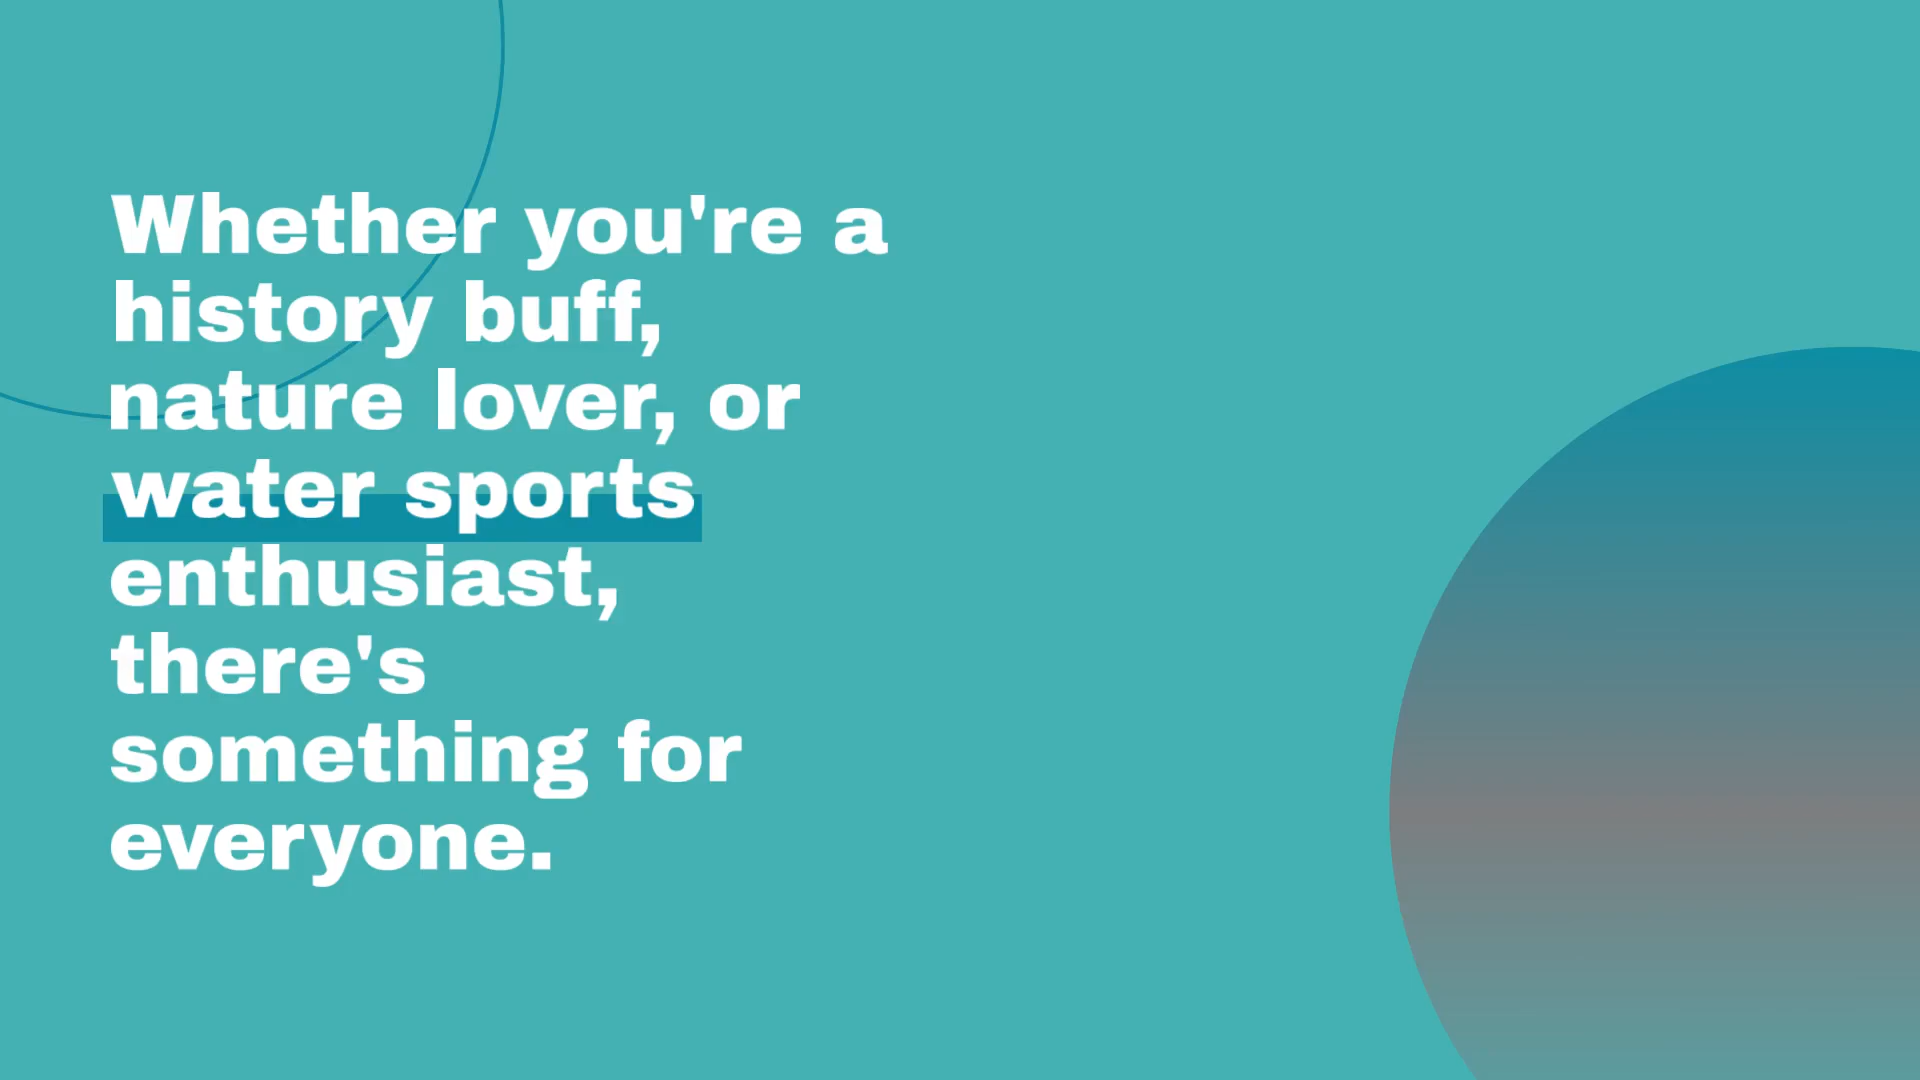 Whether you're a
history buff,
nature lover, or
water sports
enthusiast,
there's
something for
everyone.